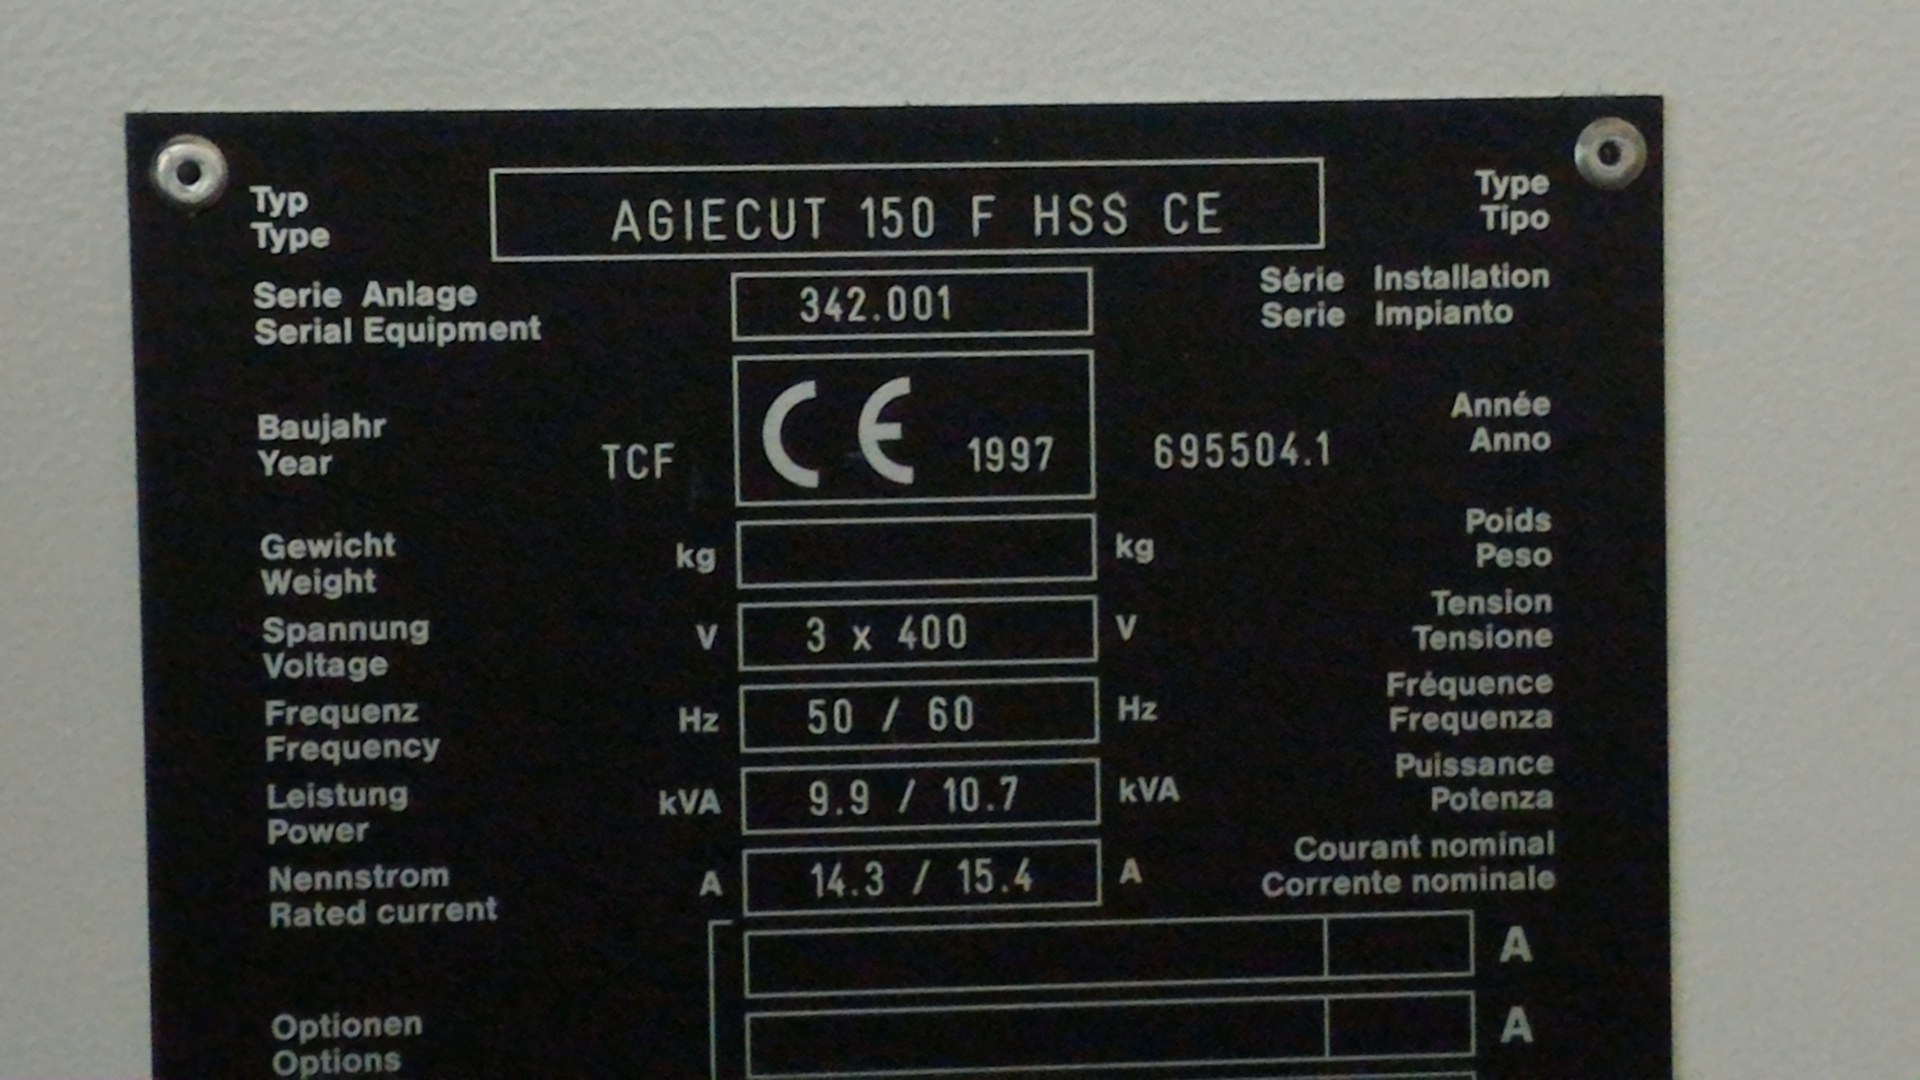 Typ AGIECUT 150 F HSS CE Type
Type Tipo
Serie Anlage 342.001 Série Installation
Serial Equipment Serie Impianto
Baujahr Année
Year TCF CE 1997 695504.1 Anno
Gewicht kg kg Poids
Weight Peso
Spannung V 3 x 400 V Tension
Voltage Tensione
Frequenz Hz 50 / 60 Hz Fréquence
Frequency Frequenza
Leistung kVA 9.9 / 10.7 kVA Puissance
Power Potenza
Nennstrom A 14.3 / 15.4 A Courant nominal
Rated current Corrente nominale
A
Optionen A
Options